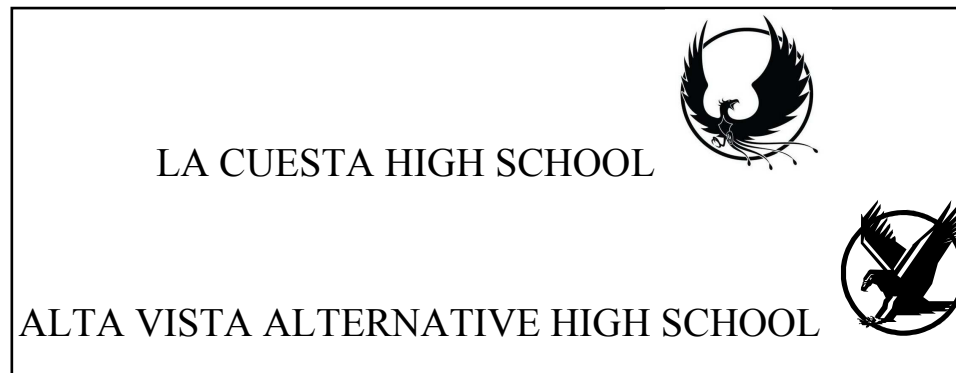 LA CUESTA HIGH SCHOOL
ALTA VISTA ALTERNATIVE HIGH SCHOOL